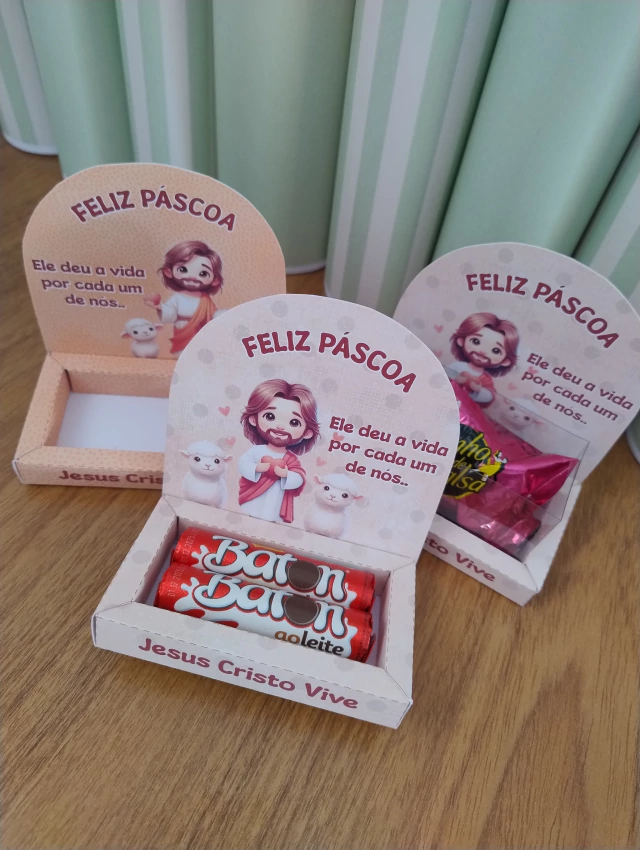 FELIZ PÁSCOA
Ele deu a vida
por cada um
de nós..
Jesus Cris
FELIZ PÁSCOA
Ele deu a vida
por cada um
de nós..
Baton
Baton
ao leite
Jesus Cristo Vive
FELIZ PÁSCOA
Ele deu a vida
por cada um
de nós..
Vive